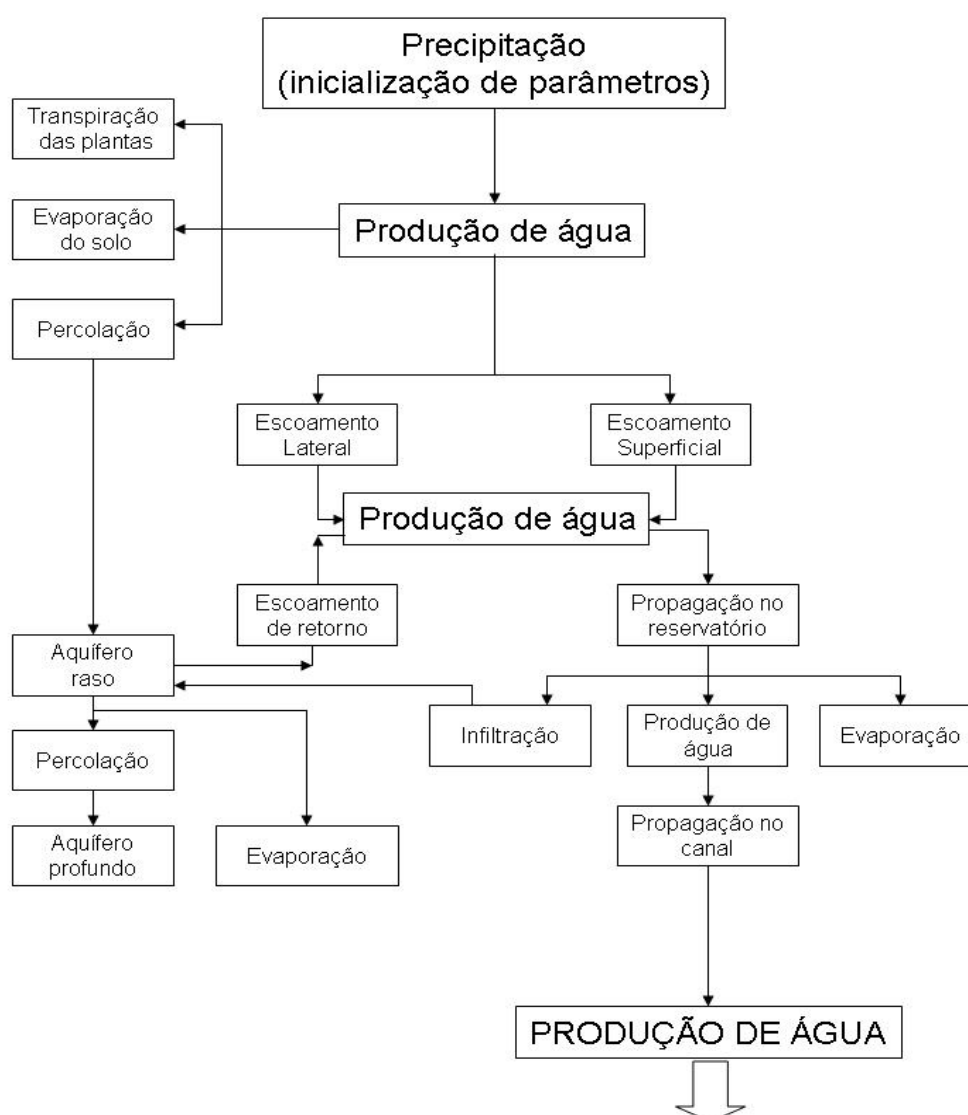 Precipitação
(inicialização de parâmetros)
Transpiração
das plantas
Evaporação
do solo
Produção de água
Percolação
Escoamento
Lateral
Escoamento
Superficial
Produção de água
Escoamento
de retorno
Propagação no
reservatório
Aquífero
raso
Infiltração
Produção de
água
Evaporação
Percolação
Aquífero
profundo
Evaporação
Propagação no
canal
PRODUÇÃO DE ÁGUA